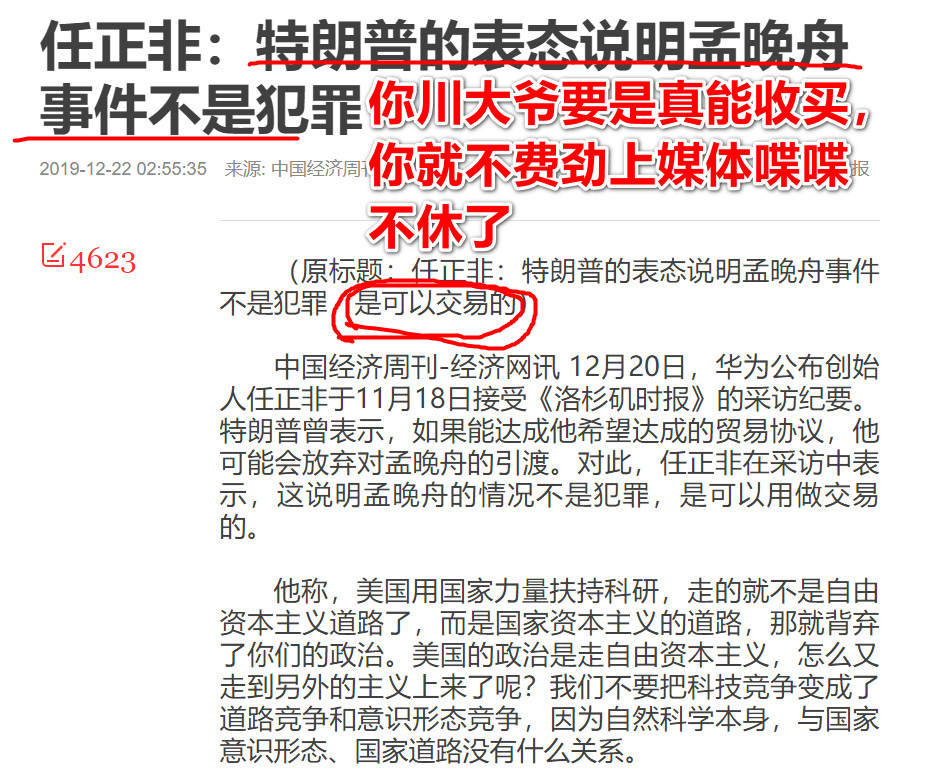 任正非：特朗普的表态说明孟晚舟
事件不是犯罪
你川大爷要是真能收买，
你就不费劲上媒体喋喋
不休了
2019-12-22 02:55:35 来源: 中国经济周刊 报
4623
（原标题：任正非：特朗普的表态说明孟晚舟事件
不是犯罪 是可以交易的）
中国经济周刊-经济网讯 12月20日，华为公布创始
人任正非于11月18日接受《洛杉矶时报》的采访纪要。
特朗普曾表示，如果能达成他希望达成的贸易协议，他
可能会放弃对孟晚舟的引渡。对此，任正非在采访中表
示，这说明孟晚舟的情况不是犯罪，是可以用做交易
的。
他称，美国用国家力量扶持科研，走的就不是自由
资本主义道路了，而是国家资本主义的道路，那就背弃
了你们的政治。美国的政治是走自由资本主义，怎么又
走到另外的主义上来了呢？我们不要把科技竞争变成了
道路竞争和意识形态竞争，因为自然科学本身，与国家
意识形态、国家道路没有什么关系。